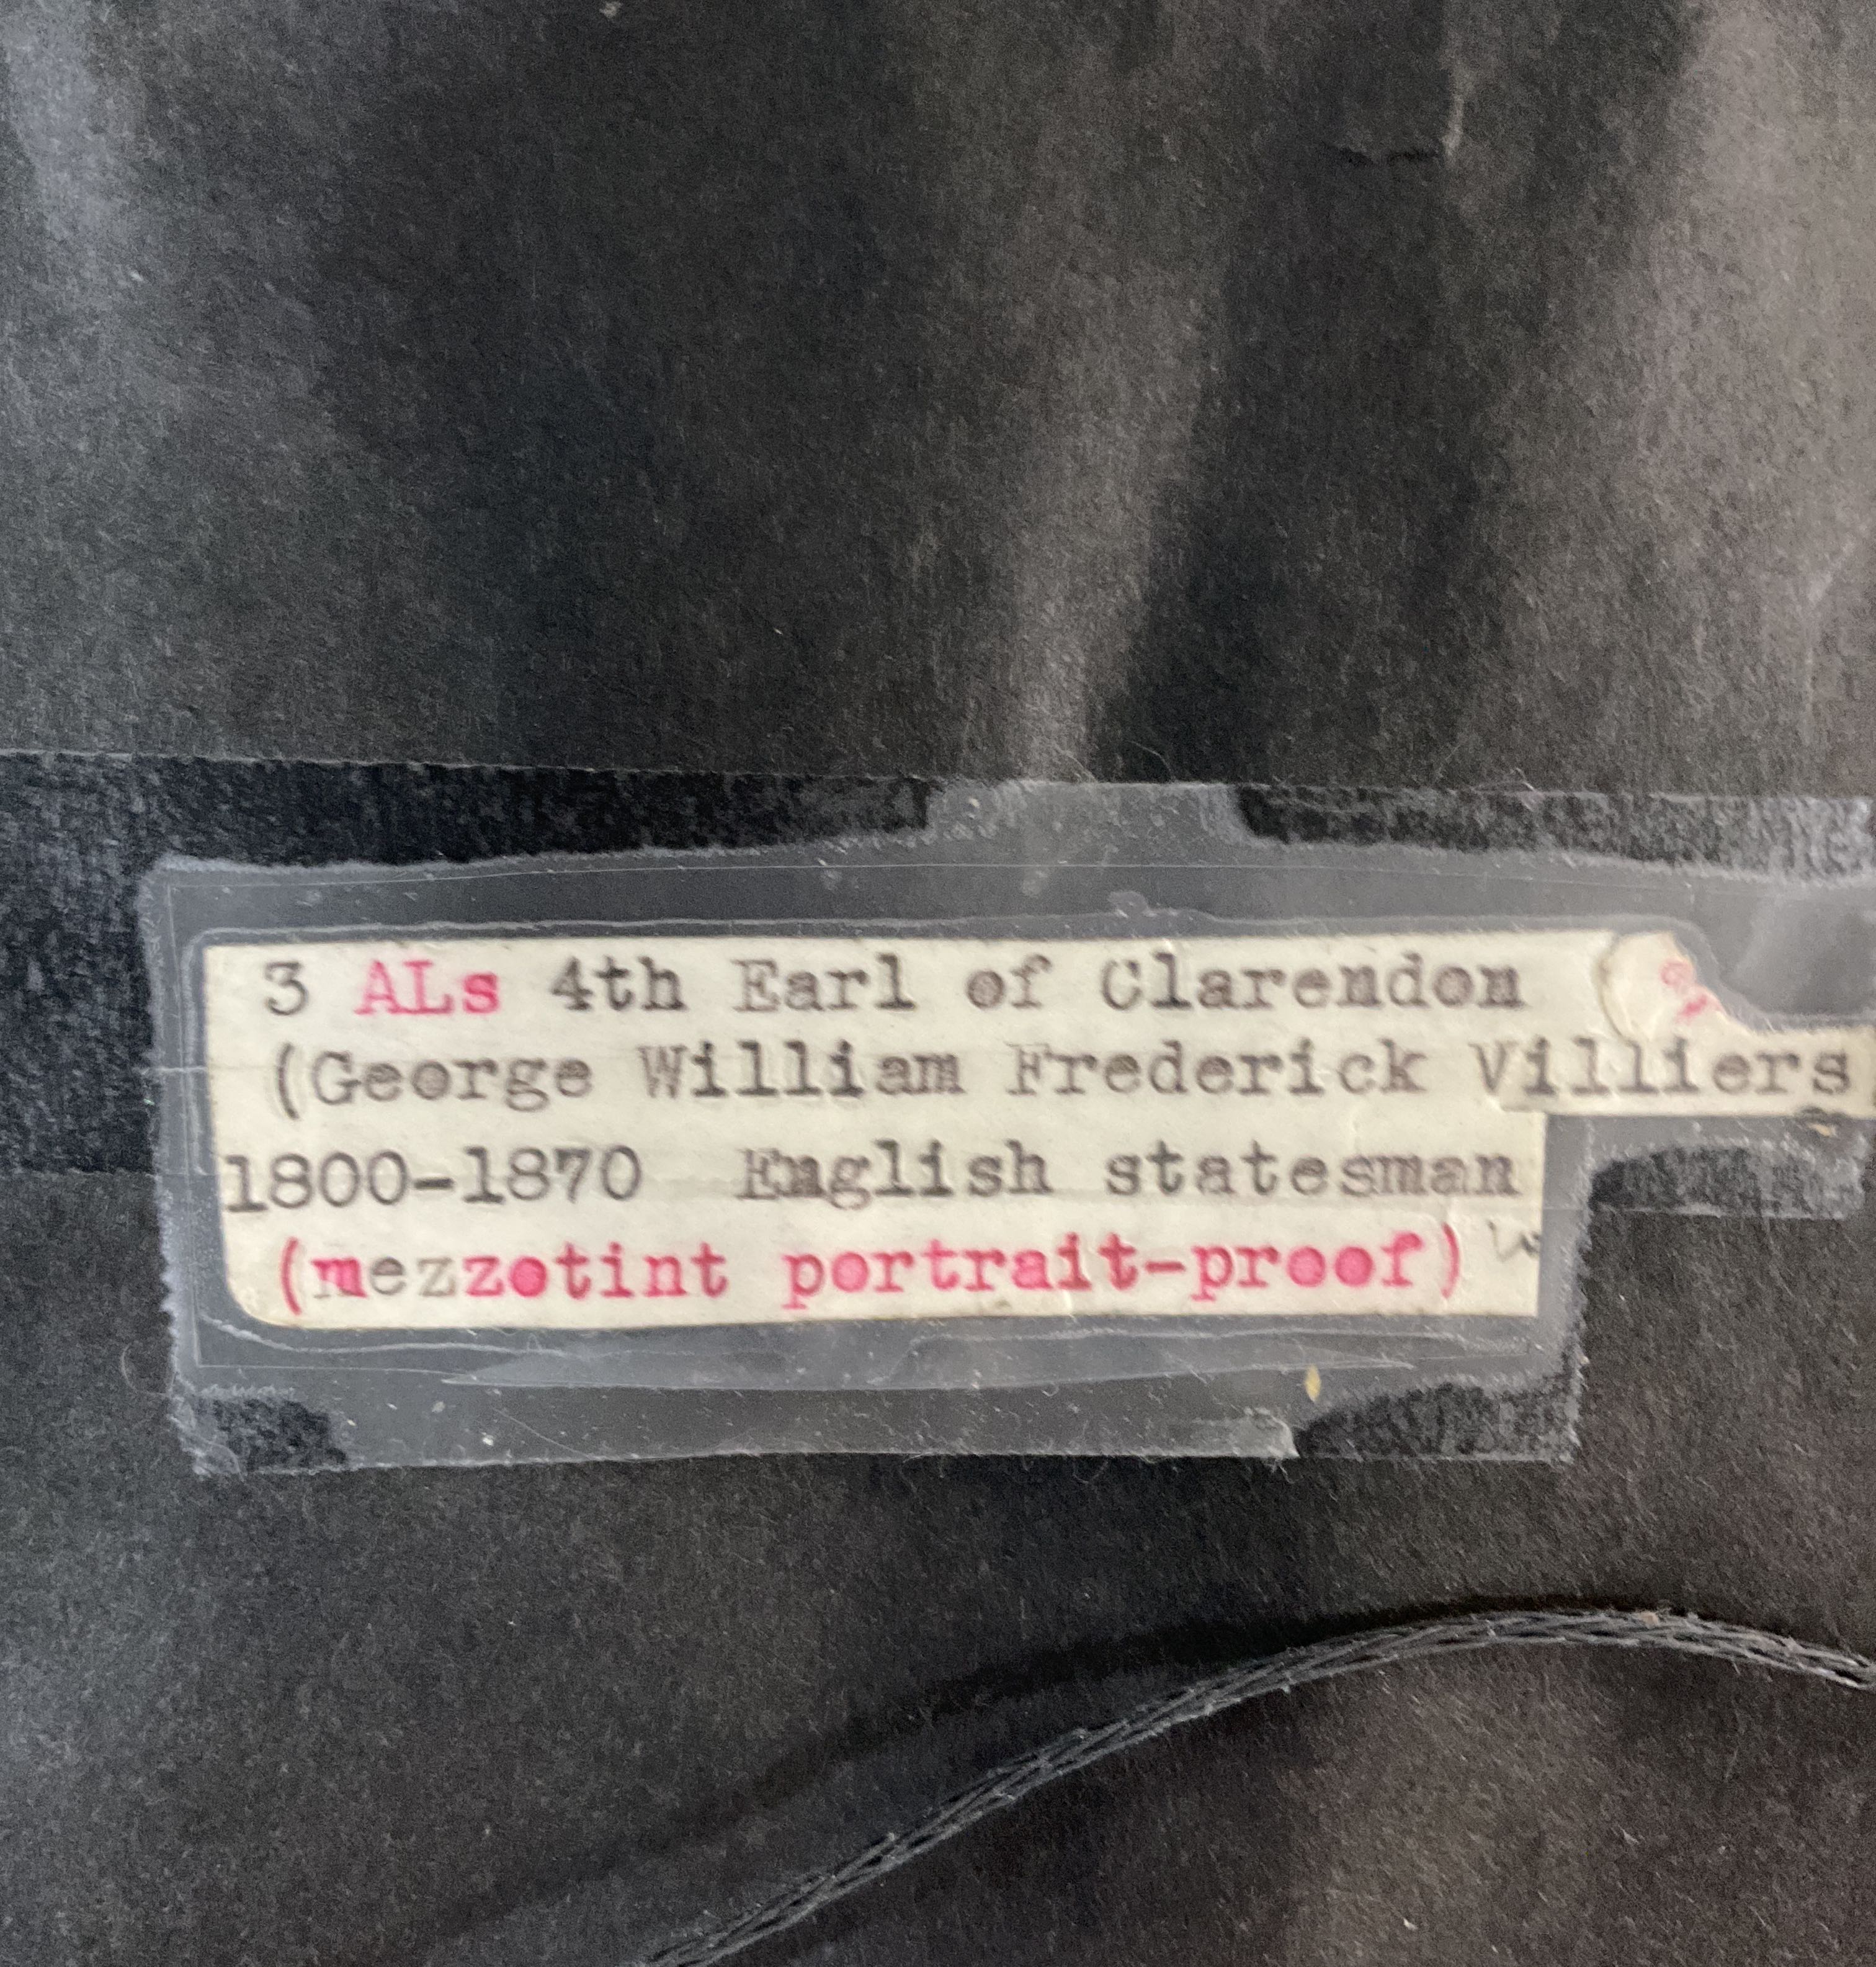 3 ALs 4th Earl of Clarendon
(George William Frederick Villiers
1800-1870 English statesman
(mezzotint portrait-proof)